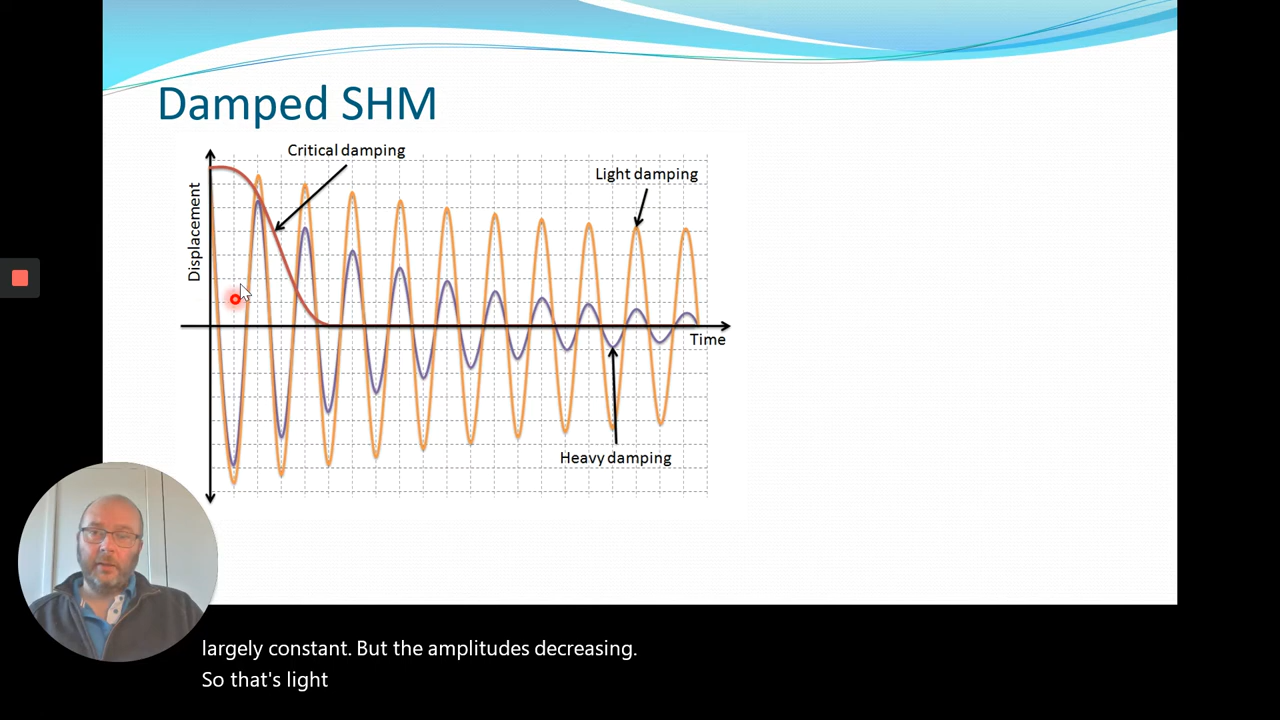 Damped SHM
Critical damping
Light damping
Displacement
Time
Heavy damping
largely constant. But the amplitudes decreasing.
So that's light